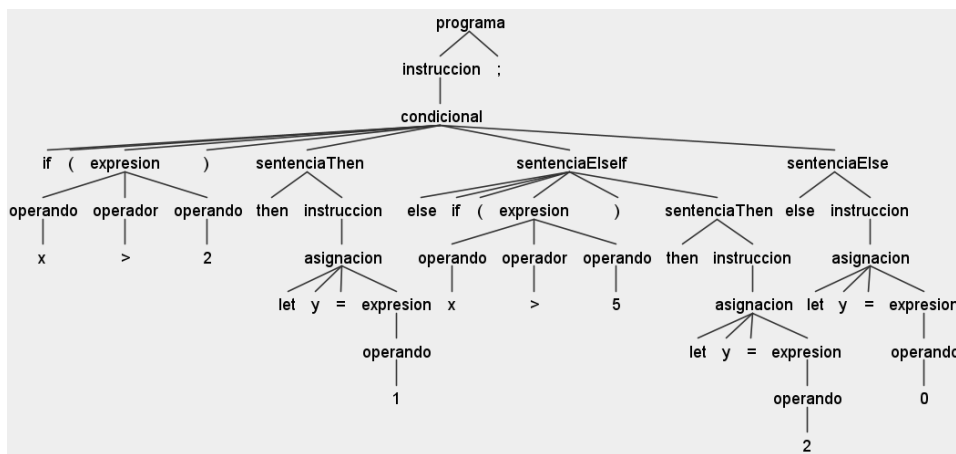 programa
instruccion ;
condicional
if ( expresion ) sentenciaThen sentenciaElseIf sentenciaElse
operando operador operando then instruccion else if ( expresion ) sentenciaThen else instruccion
x > 2 asignacion operando operador operando then instruccion asignacion
let y = expresion x > 5 asignacion let y = expresion
operando let y = expresion operando
1 operando 0
2